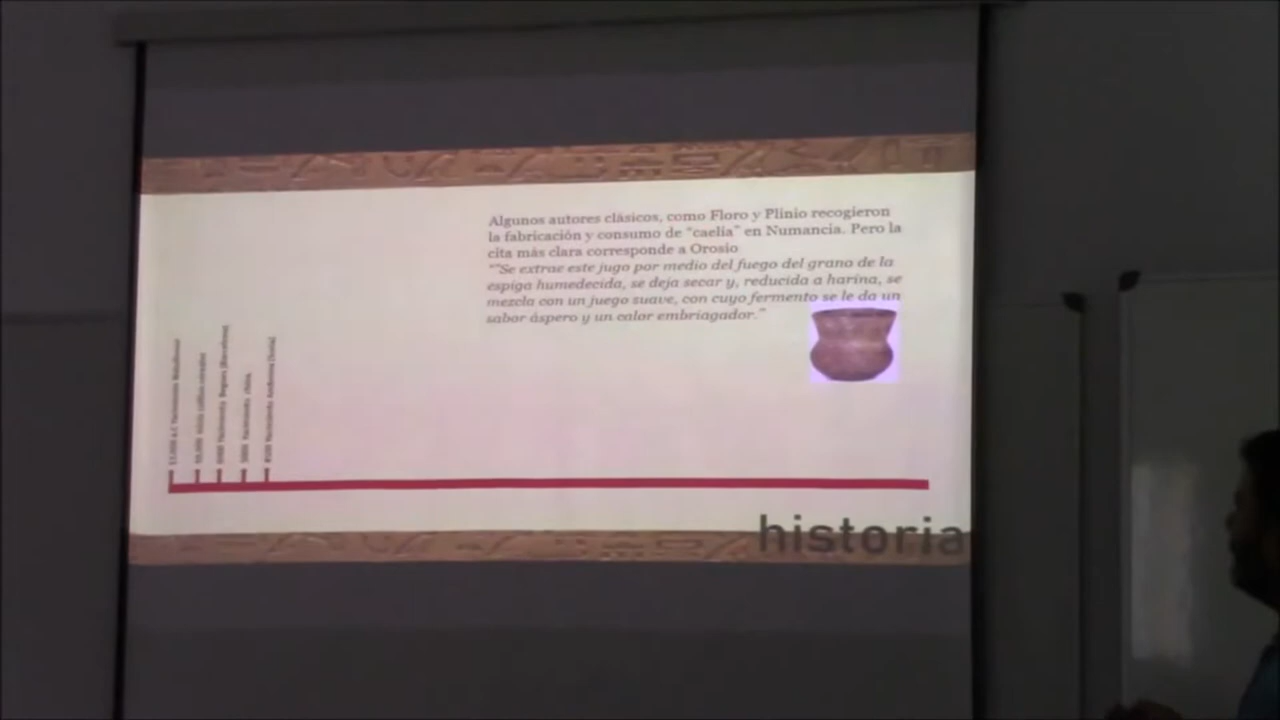 Algunos autores clásicos, como Floro y Plinio recogieron
la fabricación y consumo de "caelia" en Numancia. Pero la
cita más clara corresponde a Orosio
""Se extrae este jugo por medio del fuego del grano de la
espiga humedecida, se deja secar y, reducida a harina, se
mezcla con un juego suave, con cuyo fermento se le da un
sabor áspero y un calor embriagador."
historia